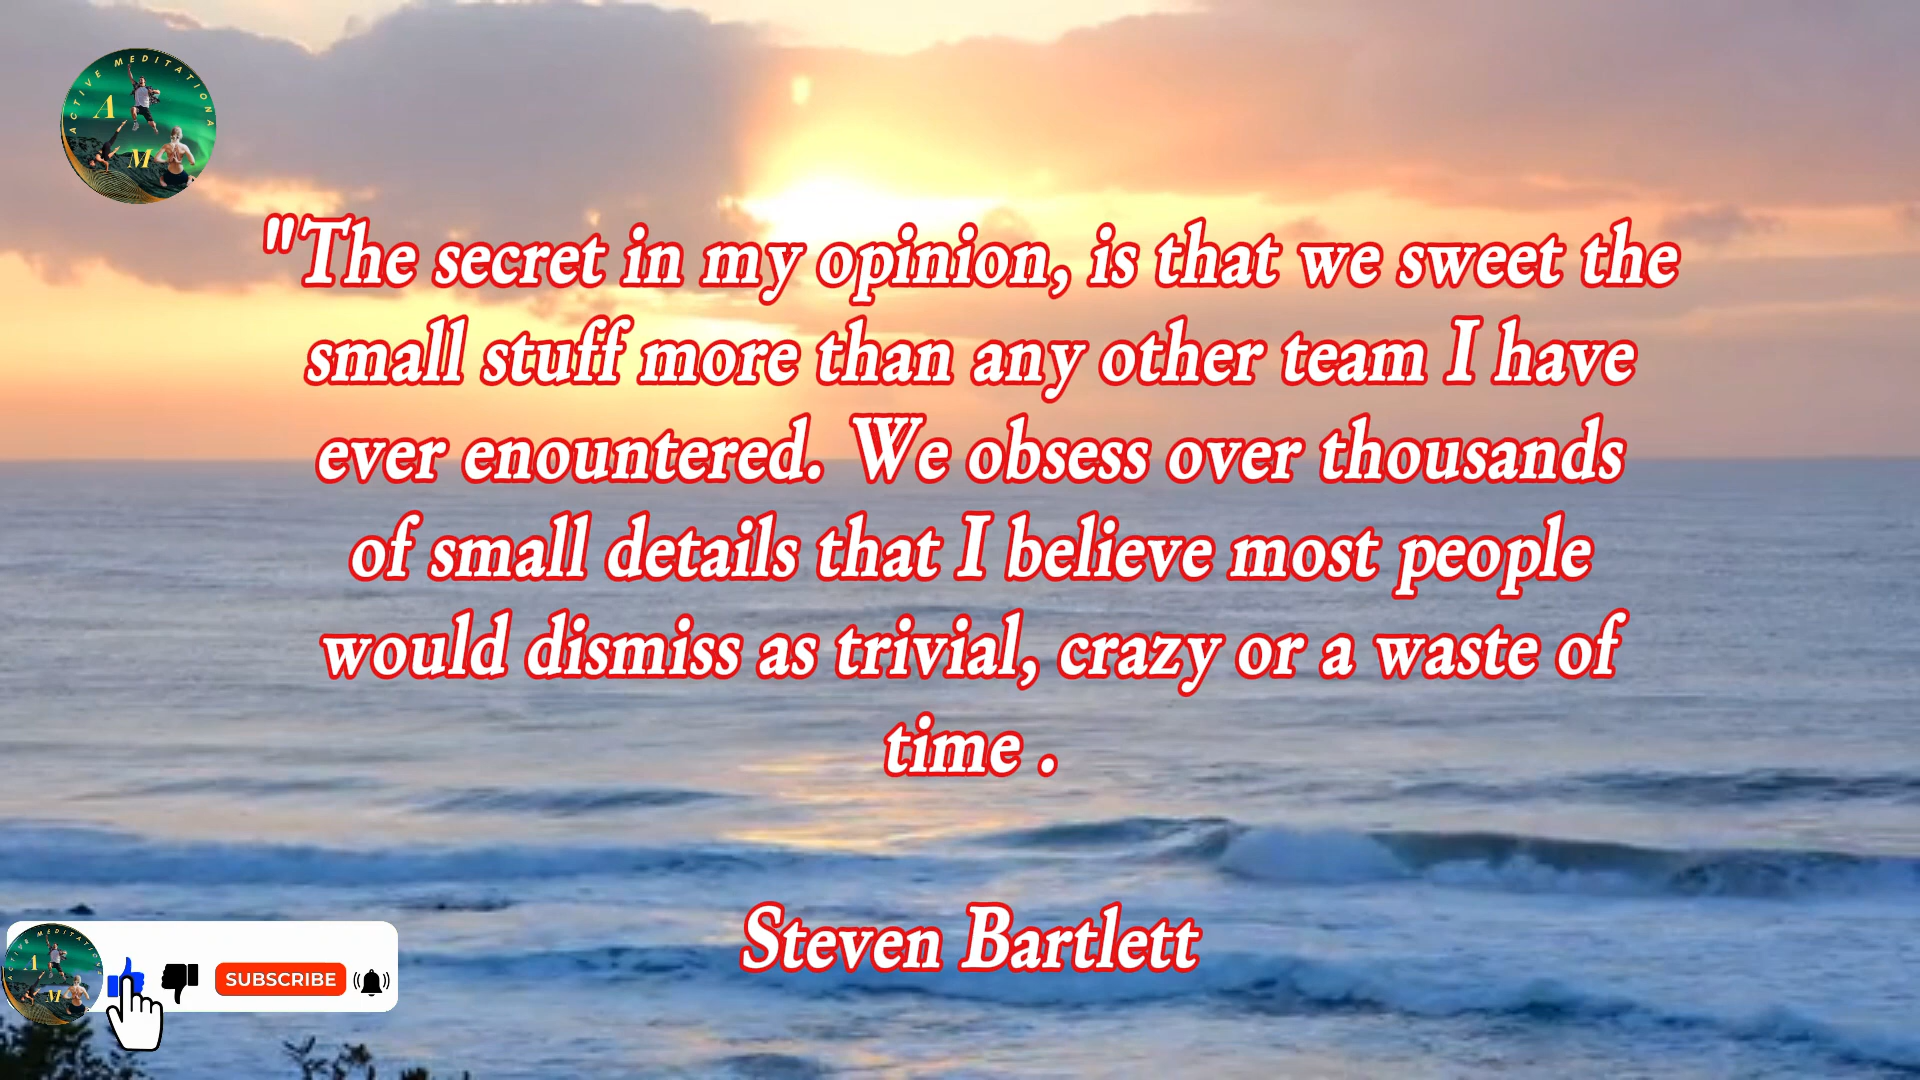 ACTIVE MEDITATIONA
A
M
"The secret in my opinion, is that we sweet the
small stuff more than any other team I have
ever enountered. We obsess over thousands
of small details that I believe most people
would dismiss as trivial, crazy or a waste of
time .
Steven Bartlett
A
M
SUBSCRIBE